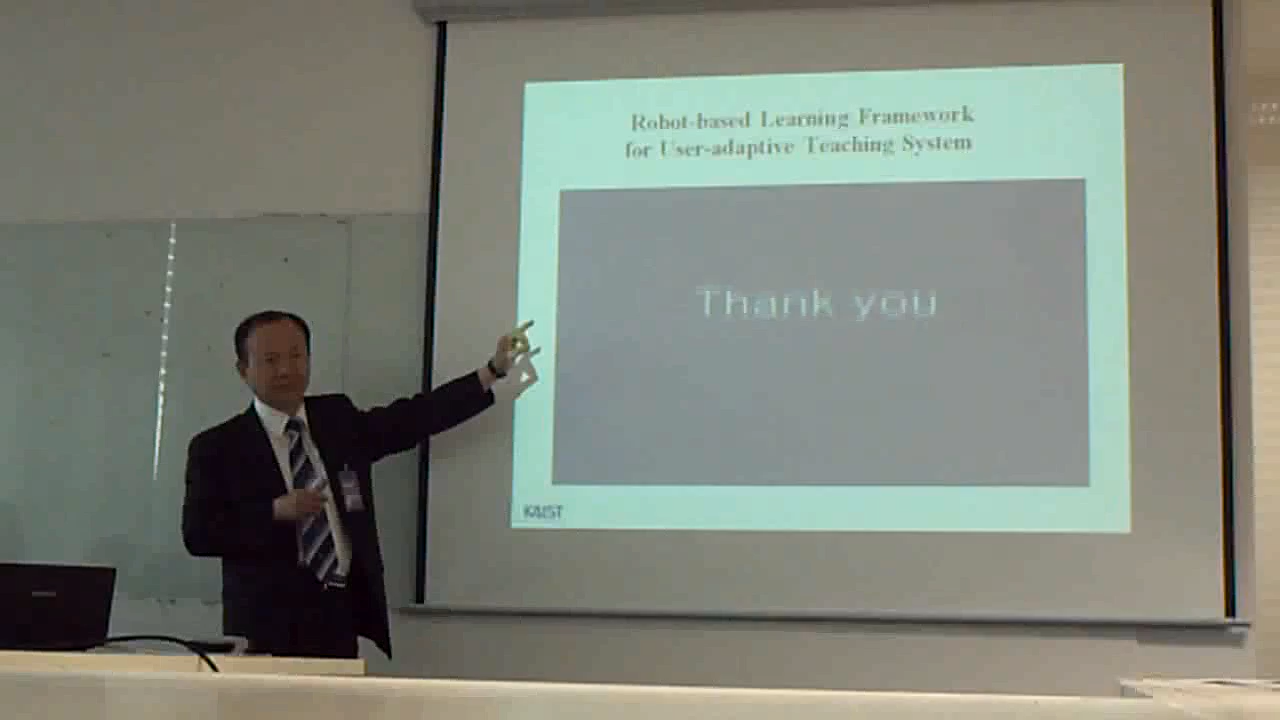 Robot-based Learning Framework
for User-adaptive Teaching System
Thank you
KAIST